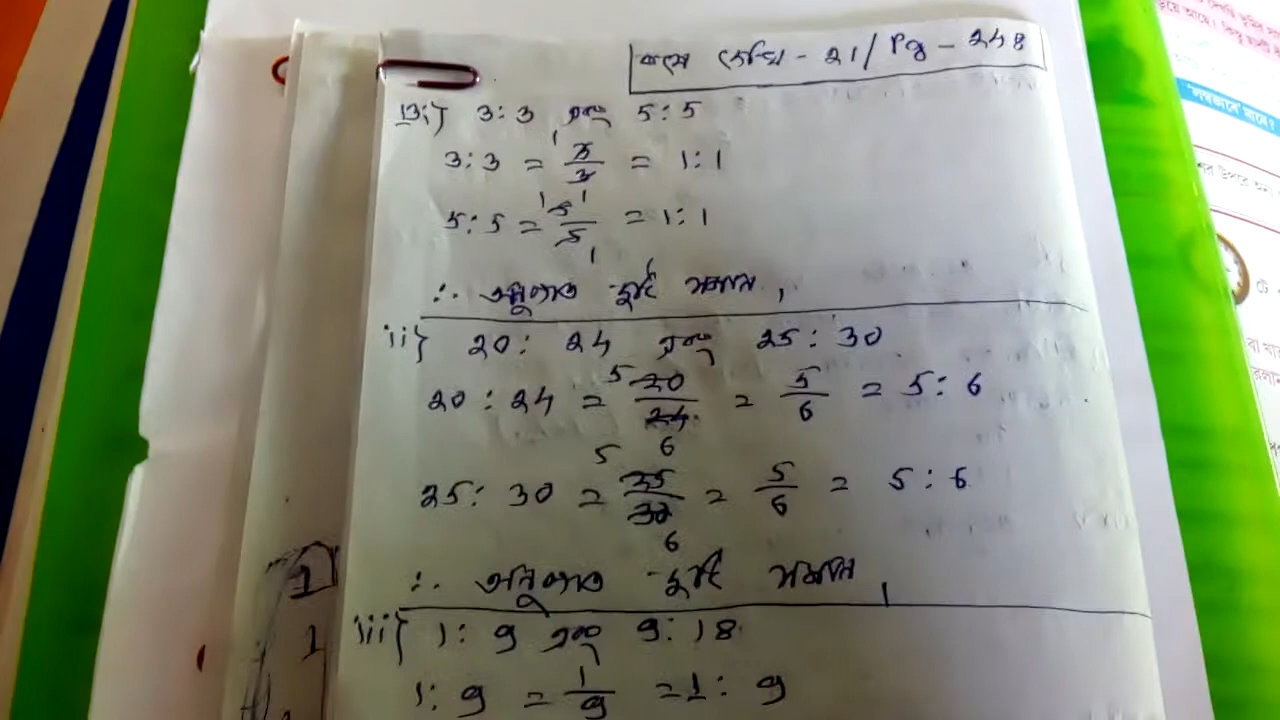 কষে দেখি - 21 / Pg - 248
13.i} 3:3 এবং 5:5
3:3 = 3/3 = 1:1
5:5 = 5/5 = 1:1
∴ অনুপাত দুটি সমান,
ii} 20: 24 এবং 25: 30
20 : 24 = 20/24 = 5/6 = 5: 6
25: 30 = 25/30 = 5/6 = 5:6
∴ অনুপাত দুটি সমান,
iii} 1: 9 এবং 9:18
1: 9 = 1/9 = 1: 9